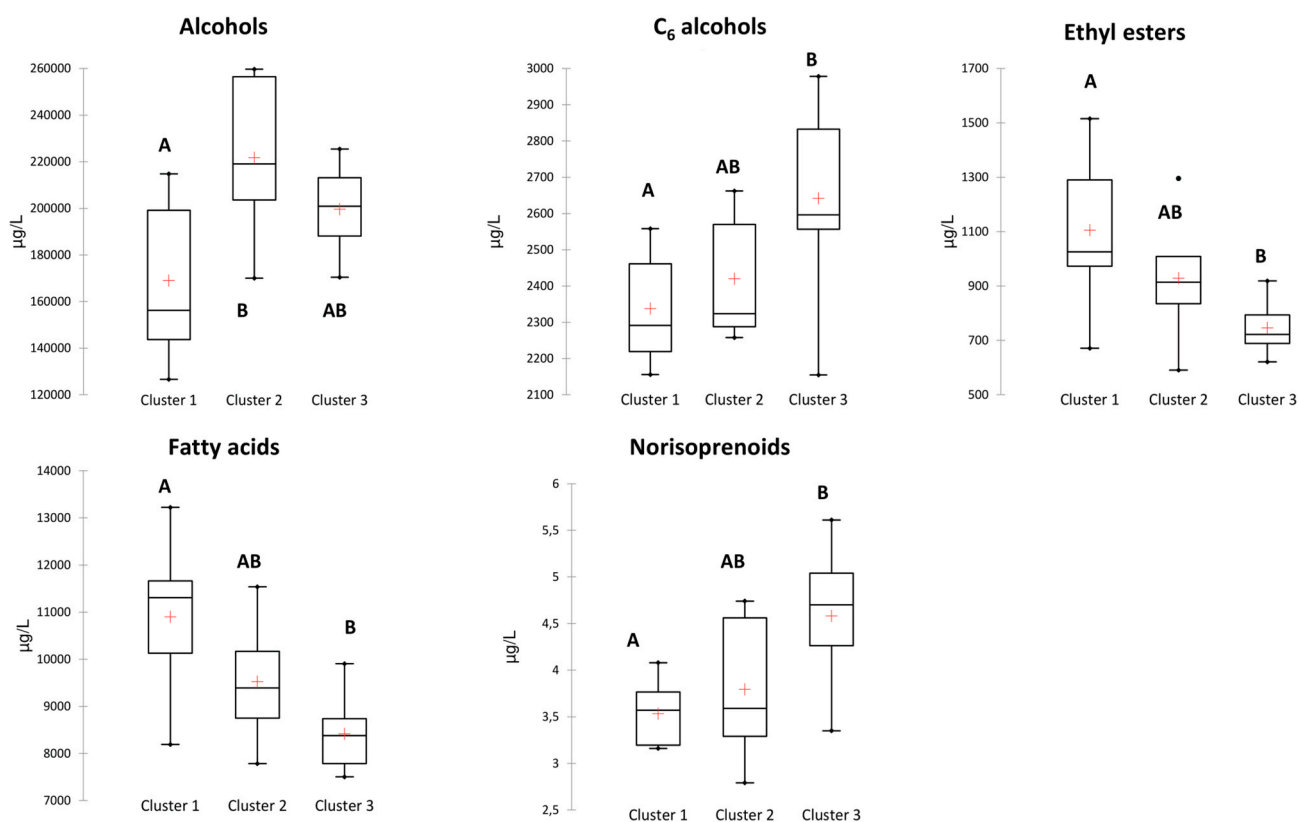 Alcohols
260000
240000
220000
200000
180000
160000
140000
120000
µg/L
A
B
AB
Cluster 1
Cluster 2
Cluster 3
C₆ alcohols
3000
2900
2800
2700
2600
2500
2400
2300
2200
2100
µg/L
A
AB
B
Cluster 1
Cluster 2
Cluster 3
Ethyl esters
1700
1500
1300
1100
900
700
500
µg/L
A
AB
B
Cluster 1
Cluster 2
Cluster 3
Fatty acids
14000
13000
12000
11000
10000
9000
8000
7000
µg/L
A
AB
B
Cluster 1
Cluster 2
Cluster 3
Norisoprenoids
6
5,5
5
4,5
4
3,5
3
2,5
µg/L
A
AB
B
Cluster 1
Cluster 2
Cluster 3